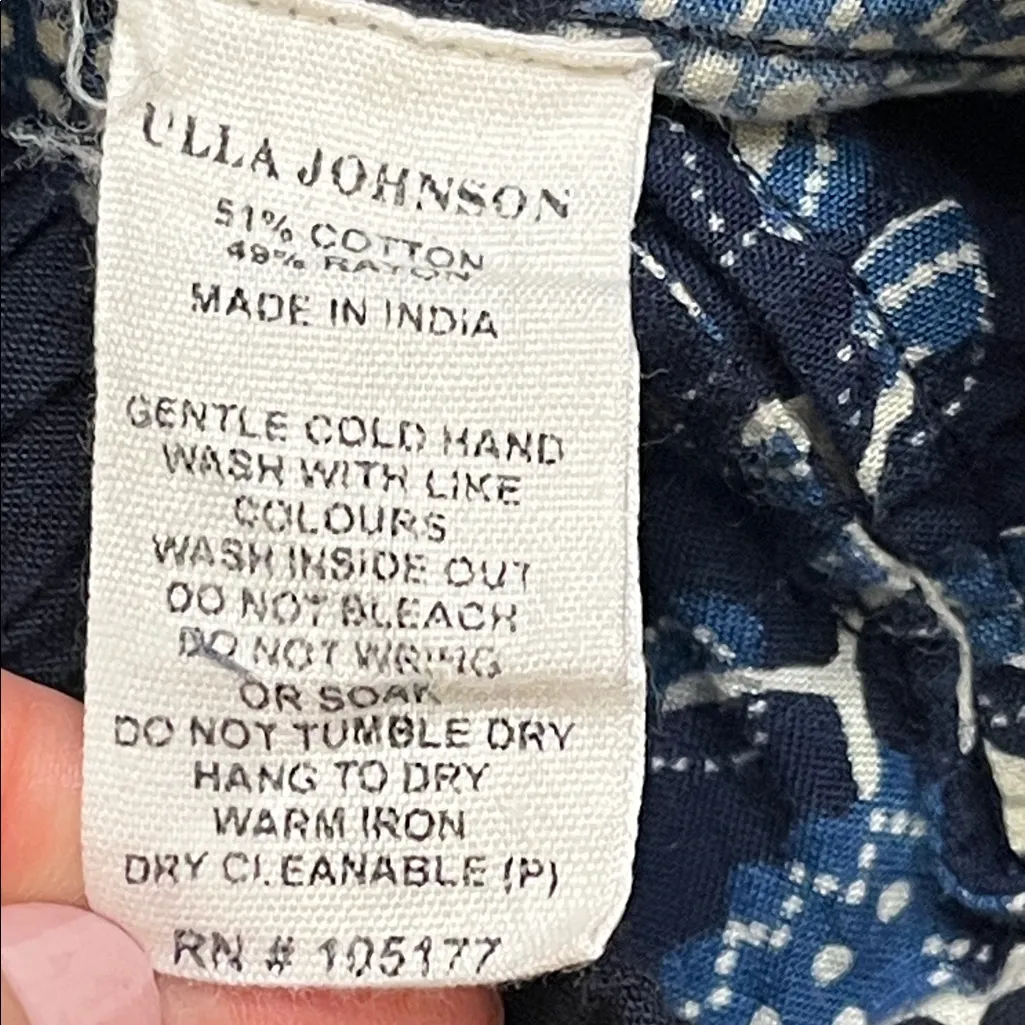 ULLA JOHNSON
51% COTTON
49% RAYON
MADE IN INDIA
GENTLE COLD HAND
WASH WITH LIKE
COLOURS
WASH INSIDE OUT
DO NOT BLEACH
DO NOT WRING
OR SOAK
DO NOT TUMBLE DRY
HANG TO DRY
WARM IRON
DRY CLEANABLE (P)
RN # 105177